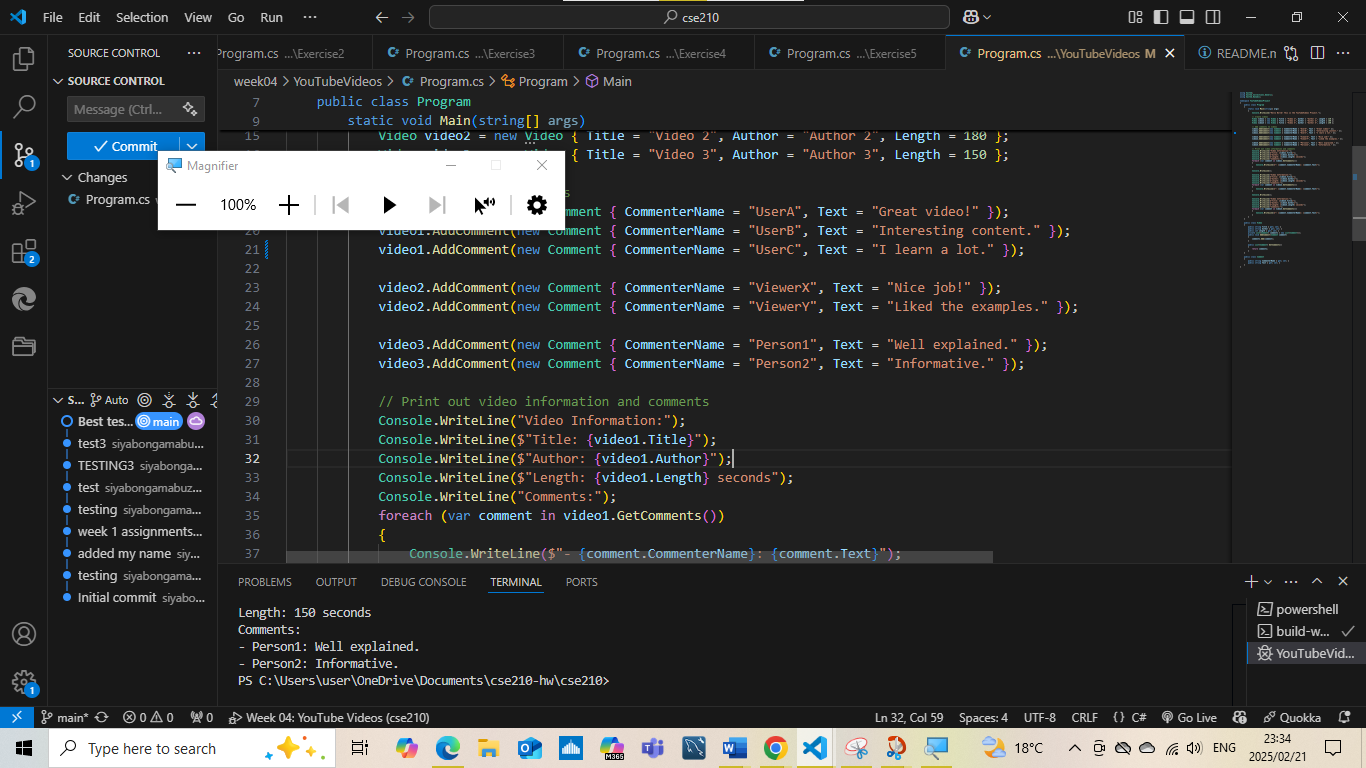 File Edit Selection View Go Run ··· cse210
SOURCE CONTROL ···
Program.cs ...\Exercise2 Program.cs ...\Exercise3 Program.cs ...\Exercise4 Program.cs ...\Exercise5 Program.cs ...\YouTubeVideos M README.n
SOURCE CONTROL
week04 > YouTubeVideos > Program.cs > Program > Main
Message (Ctrl...
Commit
Changes
Program.cs
7 public class Program
9 static void Main(string[] args)
15 Video video2 = new Video { Title = "Video 2", Author = "Author 2", Length = 180 };
{ Title = "Video 3", Author = "Author 3", Length = 150 };
Magnifier
100%
omment { CommenterName = "UserA", Text = "Great video!" });
20 video1.AddComment(new Comment { CommenterName = "UserB", Text = "Interesting content." });
21 video1.AddComment(new Comment { CommenterName = "UserC", Text = "I learn a lot." });
22
23 video2.AddComment(new Comment { CommenterName = "ViewerX", Text = "Nice job!" });
24 video2.AddComment(new Comment { CommenterName = "ViewerY", Text = "Liked the examples." });
25
26 video3.AddComment(new Comment { CommenterName = "Person1", Text = "Well explained." });
27 video3.AddComment(new Comment { CommenterName = "Person2", Text = "Informative." });
28
29 // Print out video information and comments
30 Console.WriteLine("Video Information:");
31 Console.WriteLine($"Title: {video1.Title}");
32 Console.WriteLine($"Author: {video1.Author}");
33 Console.WriteLine($"Length: {video1.Length} seconds");
34 Console.WriteLine("Comments:");
35 foreach (var comment in video1.GetComments())
36 {
37 Console.WriteLine($"- {comment.CommenterName}: {comment.Text}");
S... Auto
Best tes... main
test3 siyabongamabu...
TESTING3 siyabonga...
test siyabongamabuz...
testing siyabongama...
week 1 assignments...
added my name siy...
testing siyabongama...
Initial commit siyabo...
PROBLEMS OUTPUT DEBUG CONSOLE TERMINAL PORTS
Length: 150 seconds
Comments:
- Person1: Well explained.
- Person2: Informative.
PS C:\Users\user\OneDrive\Documents\cse210-hw\cse210>
powershell
build-w...
YouTubeVid...
main* 0 0 0 Week 04: YouTube Videos (cse210) Ln 32, Col 59 Spaces: 4 UTF-8 CRLF {} C# Go Live Quokka
Type here to search 18°C ENG 23:34
2025/02/21